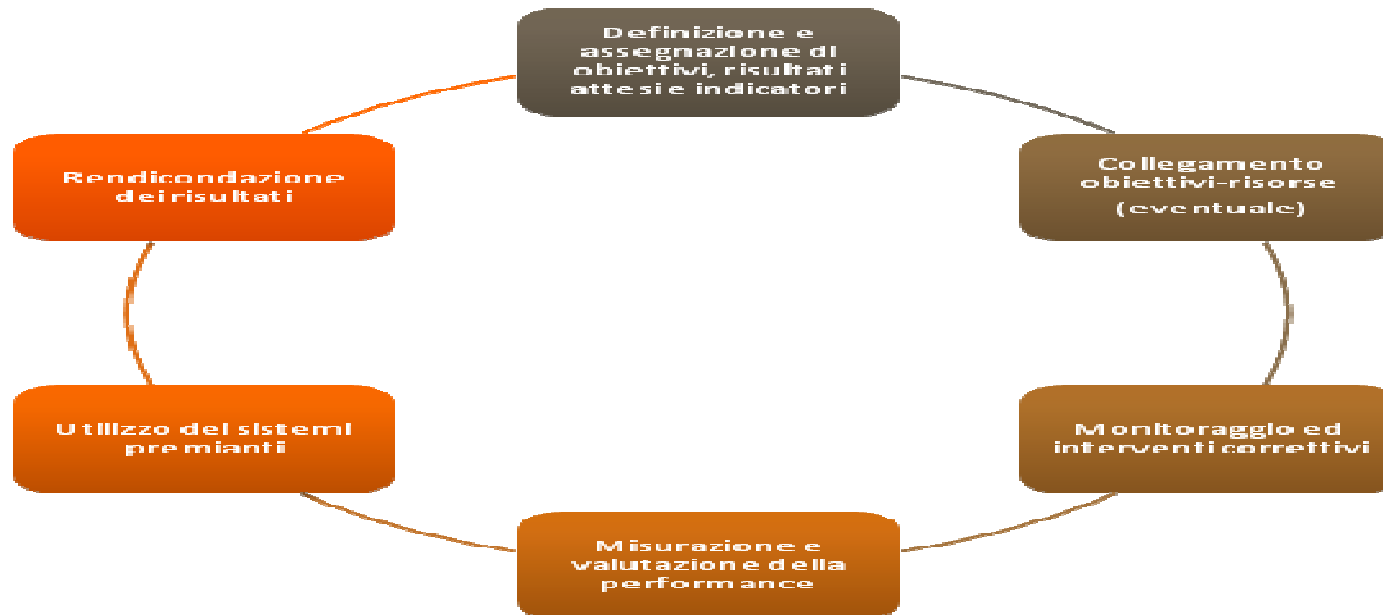 Definizione e
assegnazione di
obiettivi, risultati
attesi e indicatori
Collegamento
obiettivi-risorse
(eventuale)
Monitoraggio ed
interventi correttivi
Misurazione e
valutazione della
performance
Utilizzo dei sistemi
premianti
Rendicondazione
dei risultati